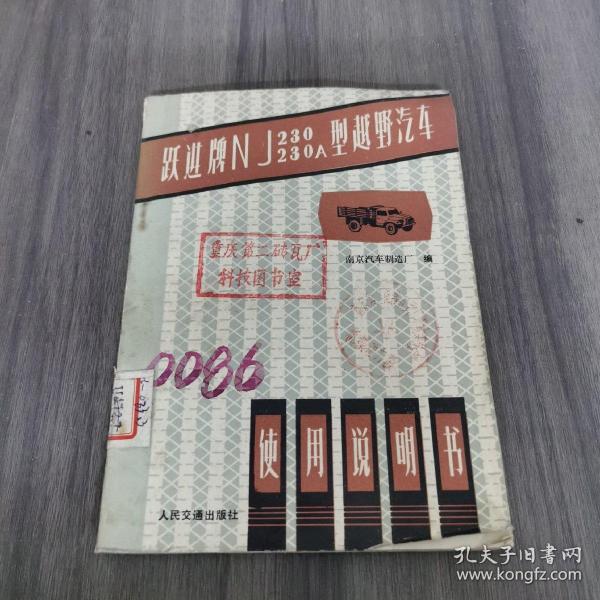 跃进牌NJ230 230A型越野汽车
南京汽车制造厂 编
重庆第二砖瓦厂
科技图书室
0086
使用说明书
人民交通出版社
孔夫子旧书网
www.kongfz.com